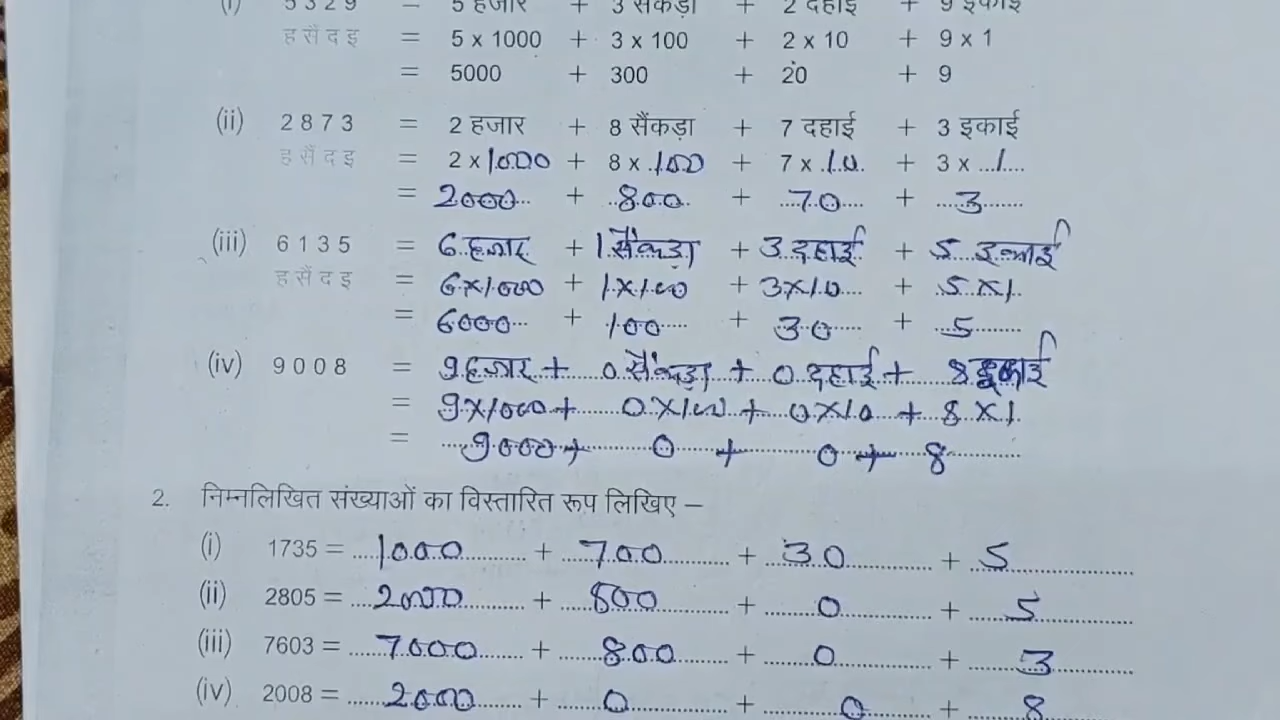 (i) 5 3 2 9 = 5 हजार + 3 सैंकड़ा + 2 दहाई + 9 इकाई
ह सैं द इ = 5 x 1000 + 3 x 100 + 2 x 10 + 9 x 1
= 5000 + 300 + 20 + 9
(ii) 2 8 7 3 = 2 हजार + 8 सैंकड़ा + 7 दहाई + 3 इकाई
ह सैं द इ = 2 x 1000 + 8 x 100 + 7 x 10 + 3 x 1
= 2000 + 800 + 70 + 3
(iii) 6 1 3 5 = 6 हजार + 1 सैंकड़ा + 3 दहाई + 5 इकाई
ह सैं द इ = 6x1000 + 1x100 + 3x10 + 5x1
= 6000 + 100 + 30 + 5
(iv) 9 0 0 8 = 9 हजार + 0 सैंकड़ा + 0 दहाई + 8 इकाई
= 9x1000 + 0x100 + 0x10 + 8x1
= 9000 + 0 + 0 + 8
2. निम्नलिखित संख्याओं का विस्तारित रूप लिखिए –
(i) 1735 = 1000 + 700 + 30 + 5
(ii) 2805 = 2000 + 800 + 0 + 5
(iii) 7603 = 7000 + 800 + 0 + 3
(iv) 2008 = 2000 + 0 + 0 + 8